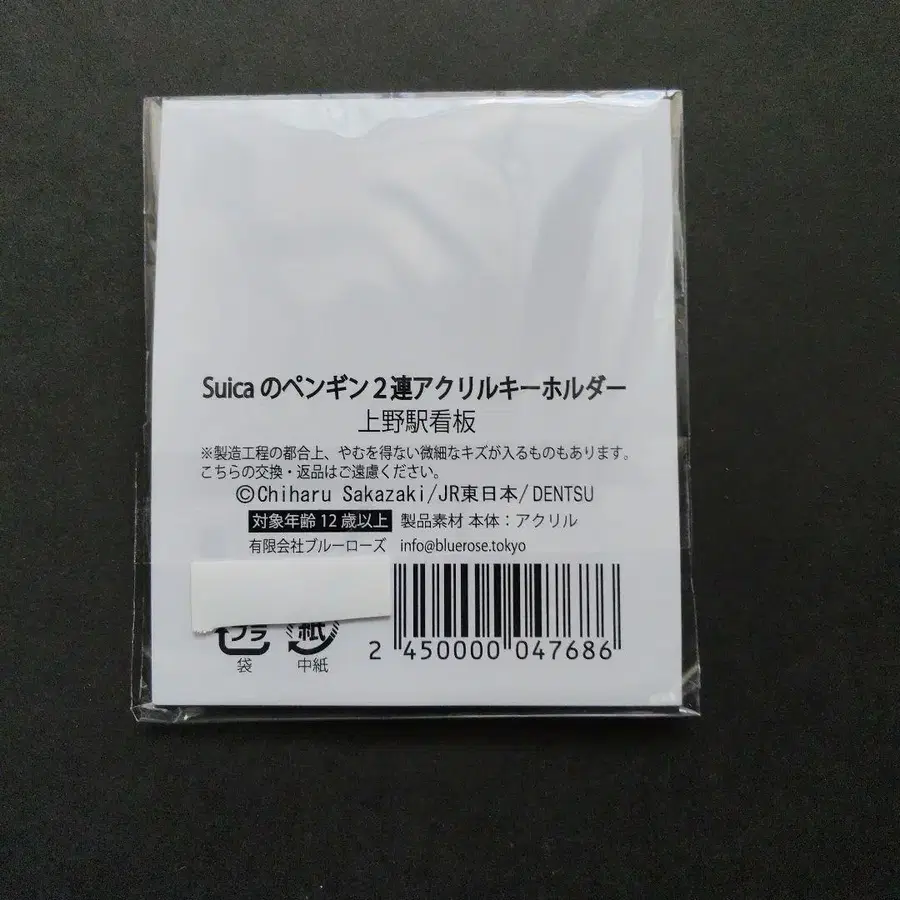 Suica のペンギン2連アクリルキーホルダー
上野駅看板
※製造工程の都合上、やむを得ない微細なキズが入るものもあります。
こちらの交換・返品はご遠慮ください。
©Chiharu Sakazaki/JR東日本/DENTSU
対象年齢12歳以上 製品素材 本体：アクリル
有限会社ブルーローズ info@bluerose.tokyo
プラ 紙
袋 中紙
2 450000 047686